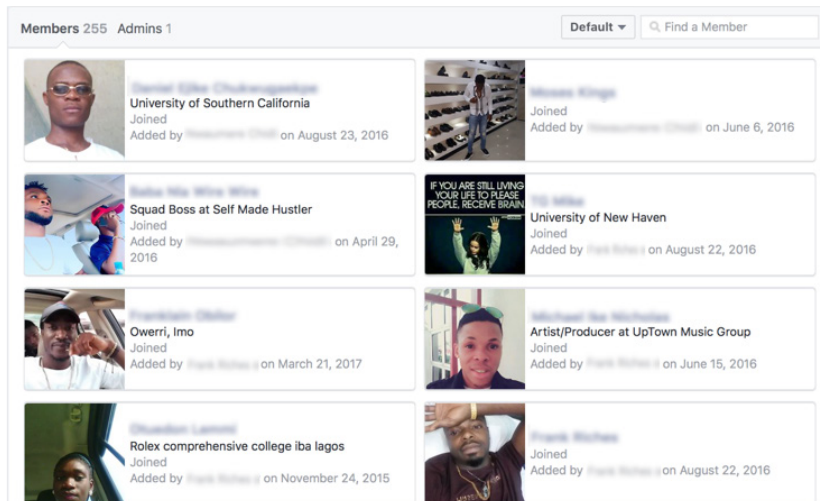 Members 255 Admins 1
Default
Find a Member
University of Southern California
Joined
Added by on August 23, 2016
Joined
Added by on June 6, 2016
Squad Boss at Self Made Hustler
Joined
Added by on April 29,
2016
IF YOU ARE STILL LIVING
YOUR LIFE TO PLEASE
PEOPLE, RECEIVE BRAIN
University of New Haven
Joined
Added by on August 22, 2016
Owerri, Imo
Joined
Added by on March 21, 2017
Artist/Producer at UpTown Music Group
Joined
Added by on June 15, 2016
Rolex comprehensive college iba lagos
Joined
Added by on November 24, 2015
Joined
Added by on August 22, 2016